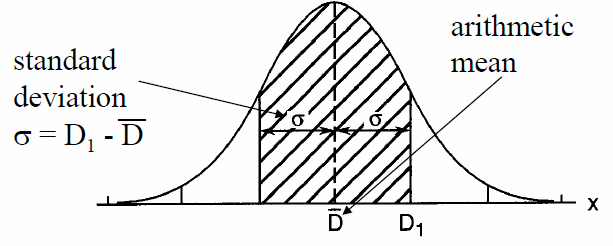 standard
deviation
σ = D₁ - D̅
arithmetic
mean
σ
σ
D̅
D₁
x